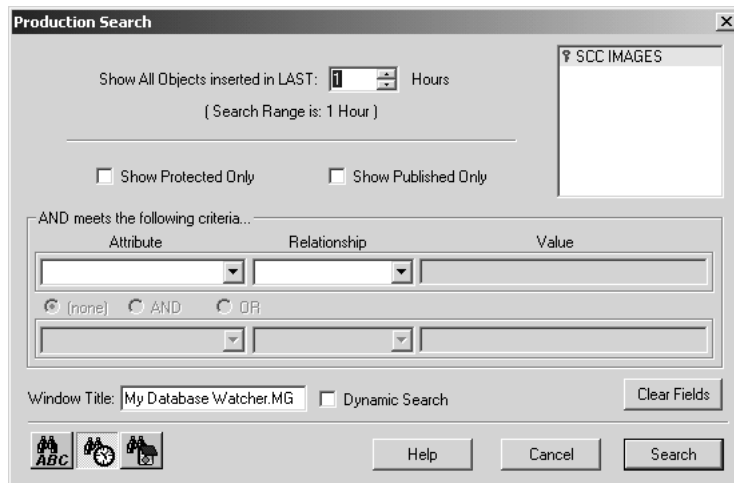 Production Search
Show All Objects inserted in LAST: 1 Hours
( Search Range is: 1 Hour )
SCC IMAGES
Show Protected Only Show Published Only
AND meets the following criteria...
Attribute Relationship Value
(none) AND OR
Window Title: My Database Watcher.MG Dynamic Search Clear Fields
ABC Help Cancel Search